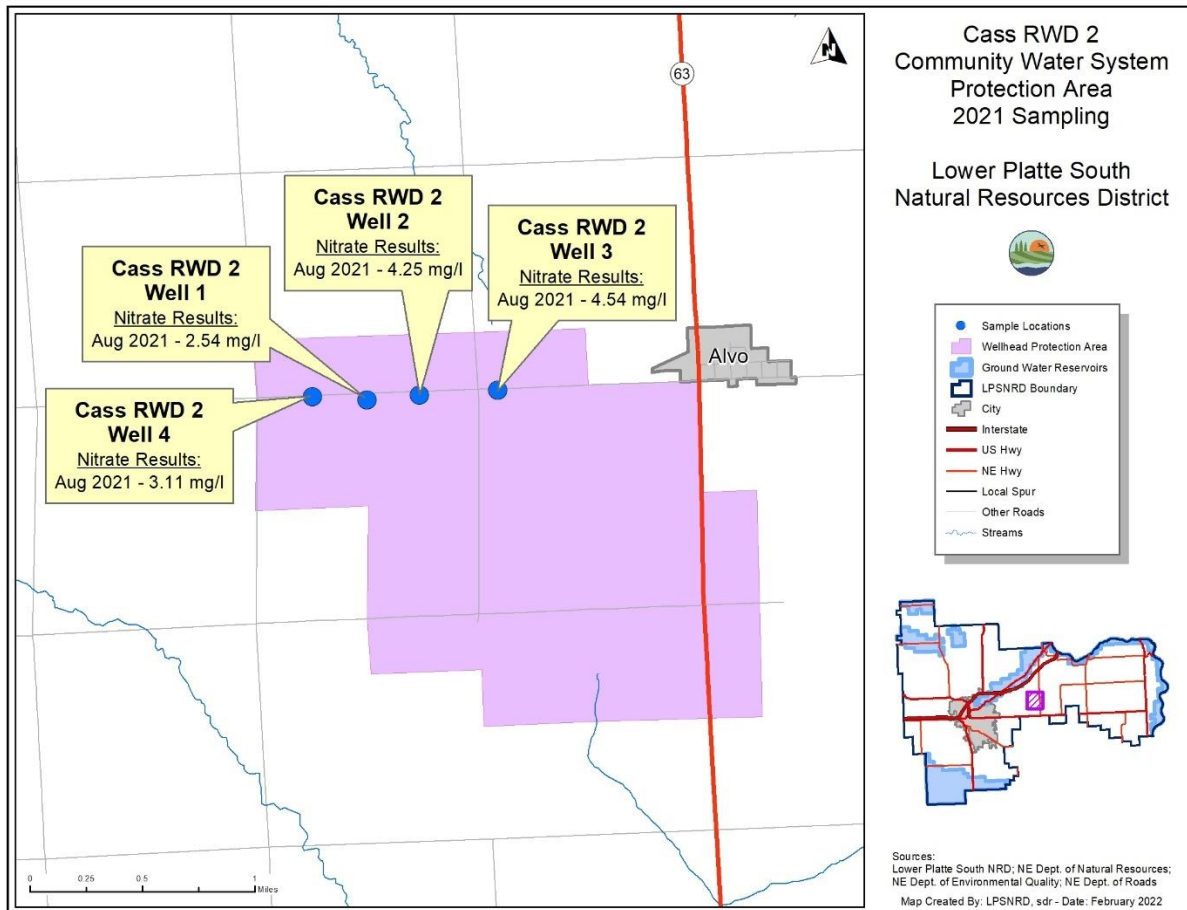 Cass RWD 2
Community Water System
Protection Area
2021 Sampling
Lower Platte South
Natural Resources District
N
63
Cass RWD 2
Well 2
Nitrate Results:
Aug 2021 - 4.25 mg/l
Cass RWD 2
Well 3
Nitrate Results:
Aug 2021 - 4.54 mg/l
Cass RWD 2
Well 1
Nitrate Results:
Aug 2021 - 2.54 mg/l
Cass RWD 2
Well 4
Nitrate Results:
Aug 2021 - 3.11 mg/l
Alvo
Sample Locations
Wellhead Protection Area
Ground Water Reservoirs
LPSNRD Boundary
City
Interstate
US Hwy
NE Hwy
Local Spur
Other Roads
Streams
0 0.25 0.5 1
Miles
Sources:
Lower Platte South NRD; NE Dept. of Natural Resources;
NE Dept. of Environmental Quality; NE Dept. of Roads
Map Created By: LPSNRD, sdr - Date: February 2022